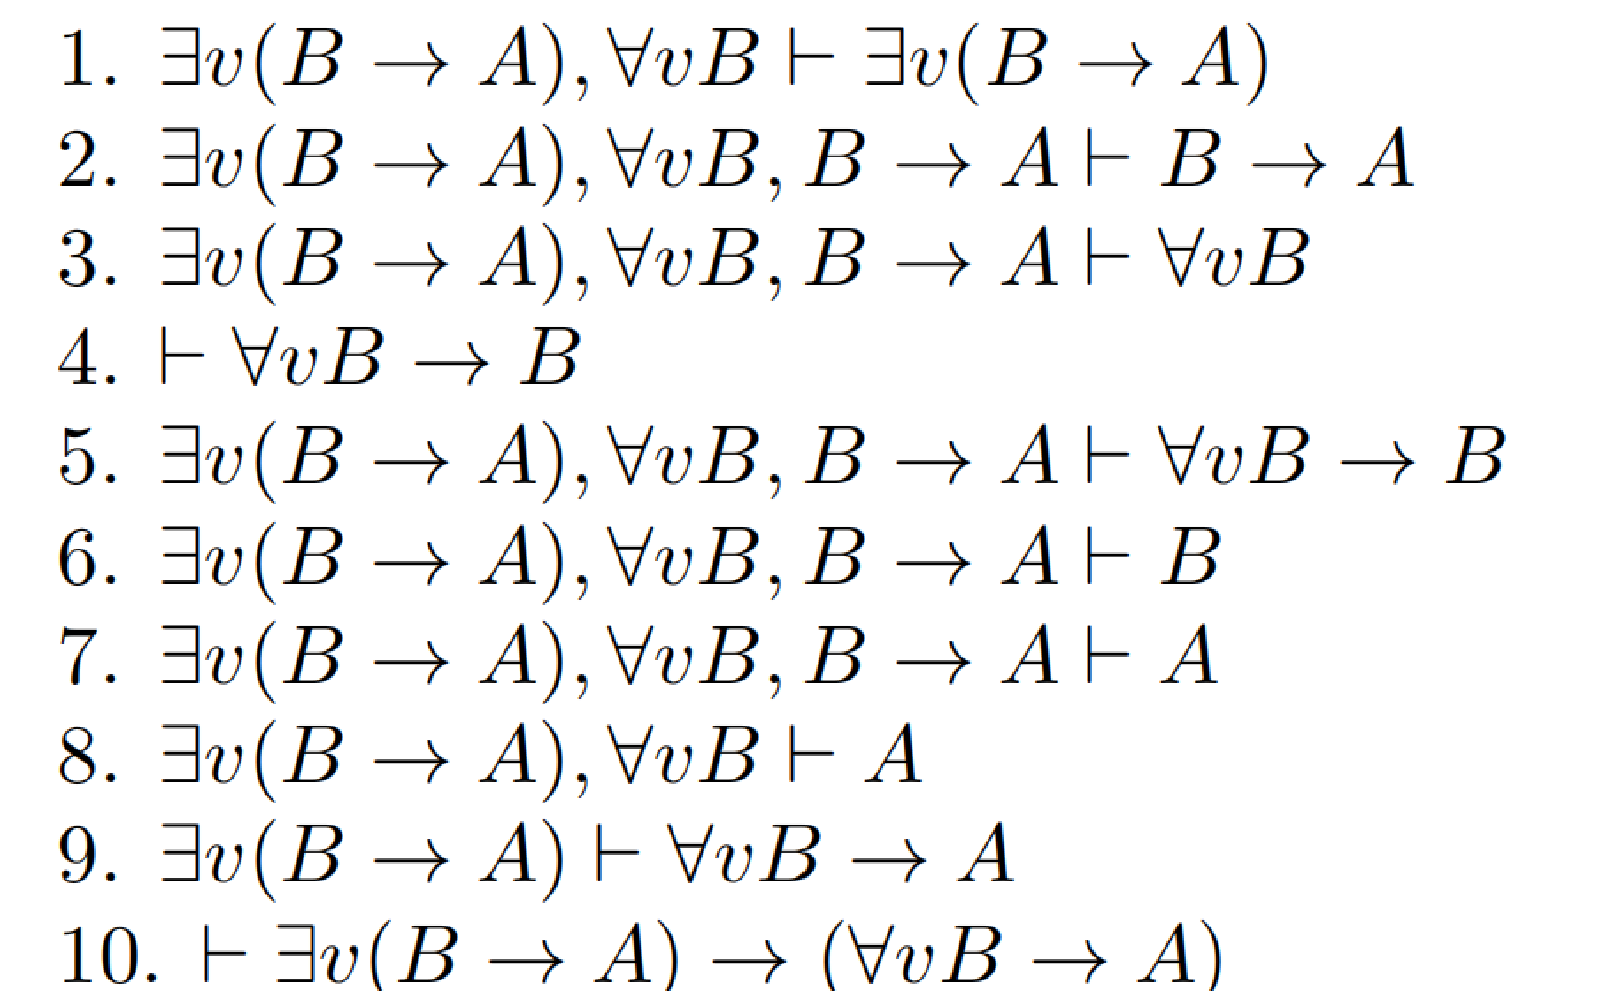 1. ∃v(B → A), ∀vB ⊢ ∃v(B → A)
2. ∃v(B → A), ∀vB, B → A ⊢ B → A
3. ∃v(B → A), ∀vB, B → A ⊢ ∀vB
4. ⊢ ∀vB → B
5. ∃v(B → A), ∀vB, B → A ⊢ ∀vB → B
6. ∃v(B → A), ∀vB, B → A ⊢ B
7. ∃v(B → A), ∀vB, B → A ⊢ A
8. ∃v(B → A), ∀vB ⊢ A
9. ∃v(B → A) ⊢ ∀vB → A
10. ⊢ ∃v(B → A) → (∀vB → A)